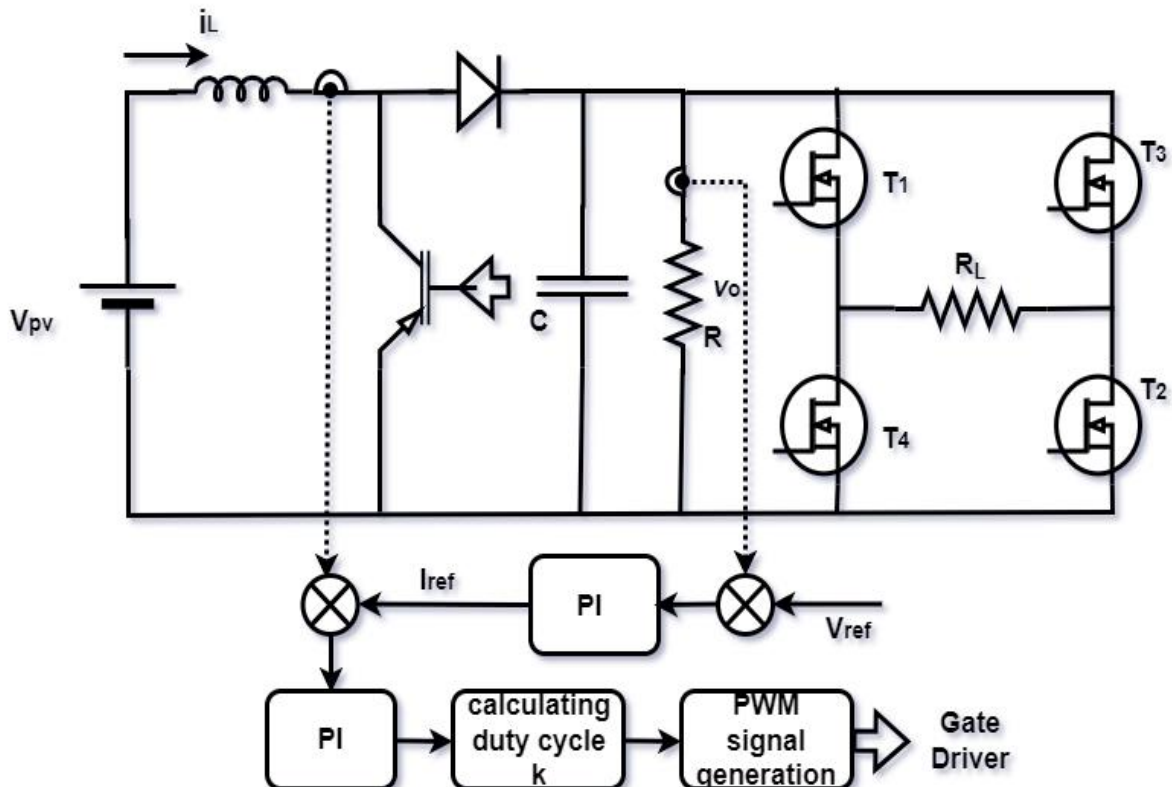 iL
T1
T3
Vpv
C
vo
R
RL
T4
T2
Iref
PI
Vref
PI
calculating
duty cycle
k
PWM
signal
generation
Gate
Driver